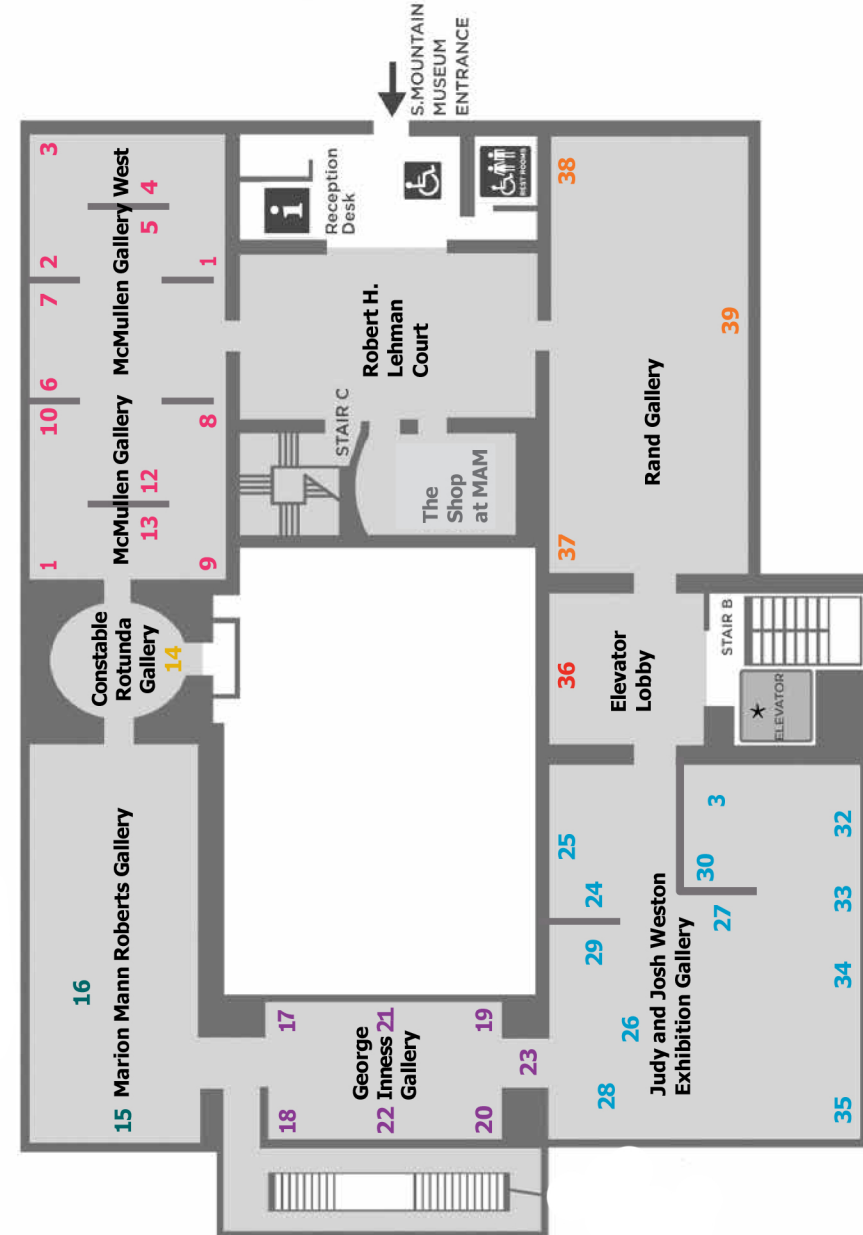 S.MOUNTAIN
MUSEUM
ENTRANCE
3
4
McMullen Gallery West
5
2
1
7
6
Reception
Desk
i
REST ROOMS
38
Robert H.
Lehman
Court
39
Rand Gallery
37
10
8
McMullen Gallery
12
13
1
9
STAIR C
The
Shop
at MAM
Constable
Rotunda
Gallery
14
36
Elevator
Lobby
STAIR B
ELEVATOR
Marion Mann Roberts Gallery
16
15
17
21
19
George
Inness
Gallery
18
22
20
23
25
24
29
3
30
32
27
33
26
34
28
35
Judy and Josh Weston
Exhibition Gallery